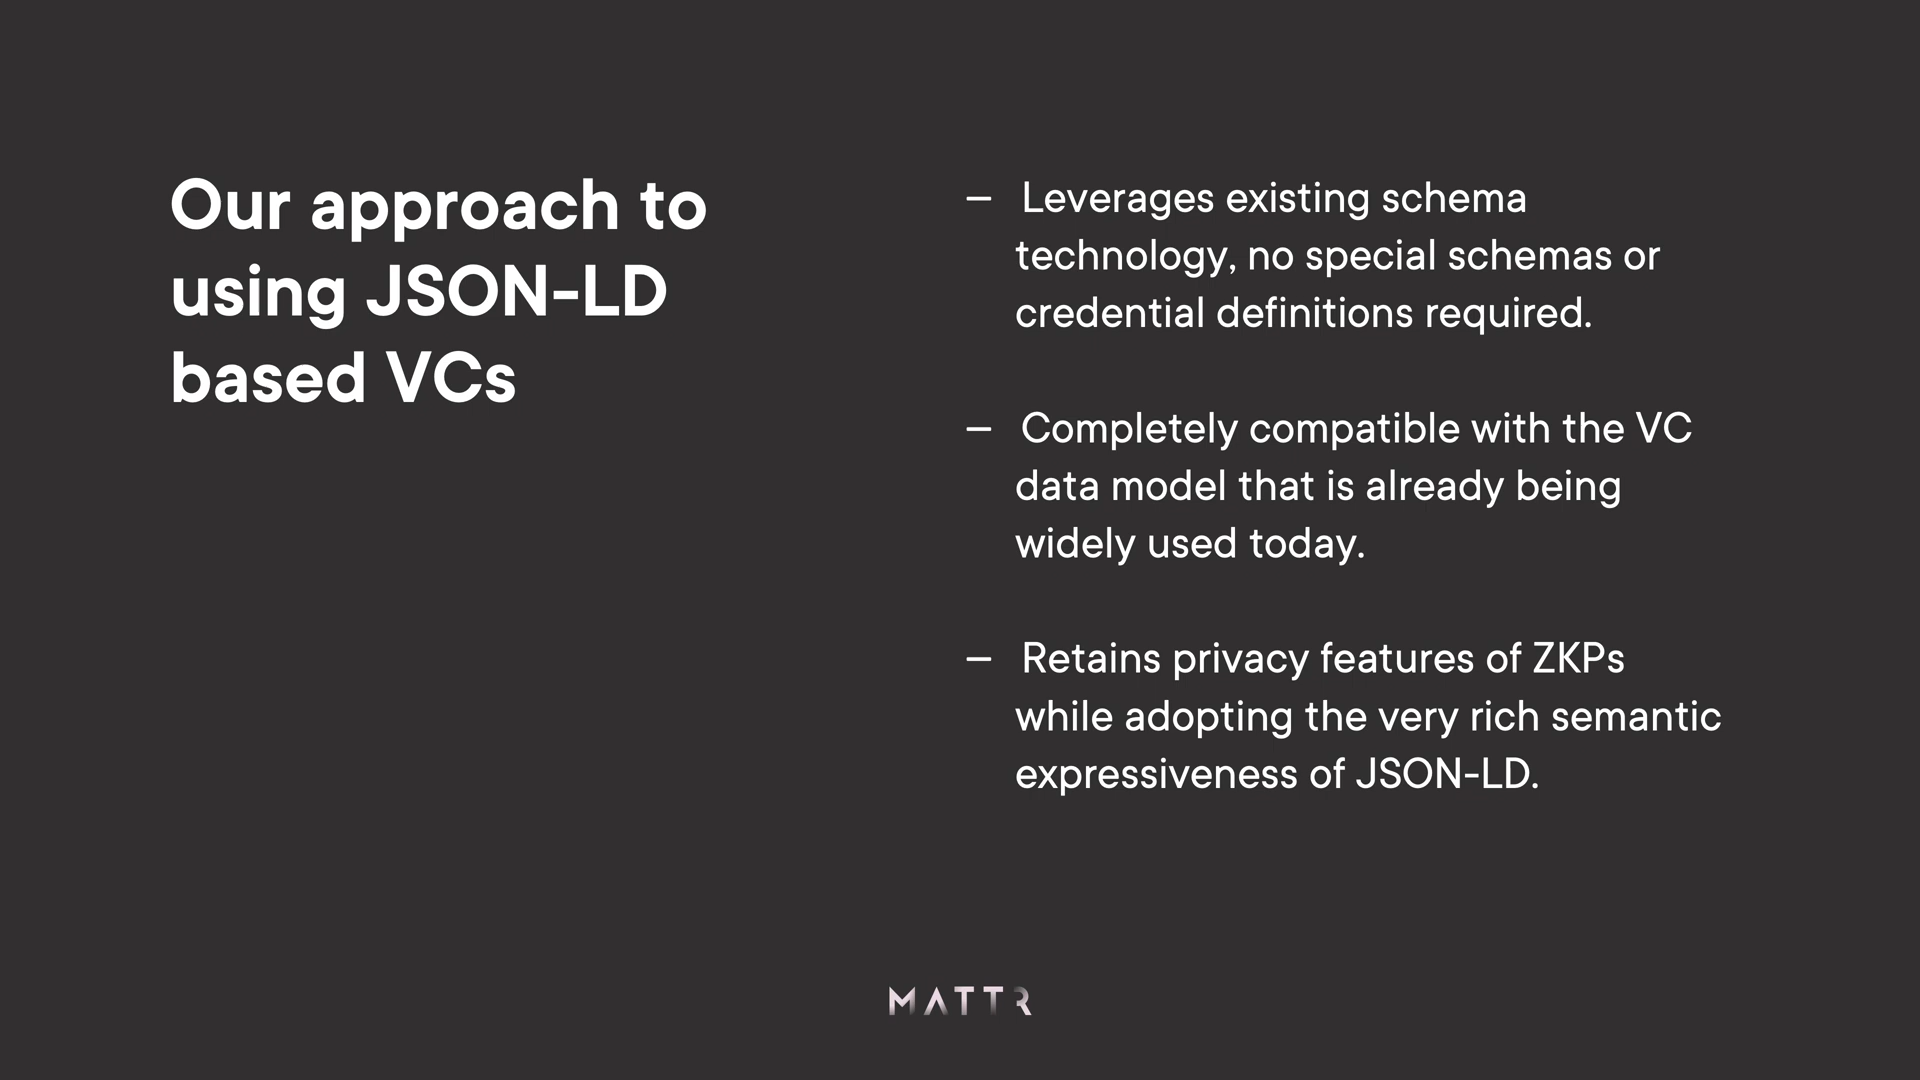 Our approach to
using JSON-LD
based VCs
— Leverages existing schema
technology, no special schemas or
credential definitions required.
— Completely compatible with the VC
data model that is already being
widely used today.
— Retains privacy features of ZKPs
while adopting the very rich semantic
expressiveness of JSON-LD.
MATTR